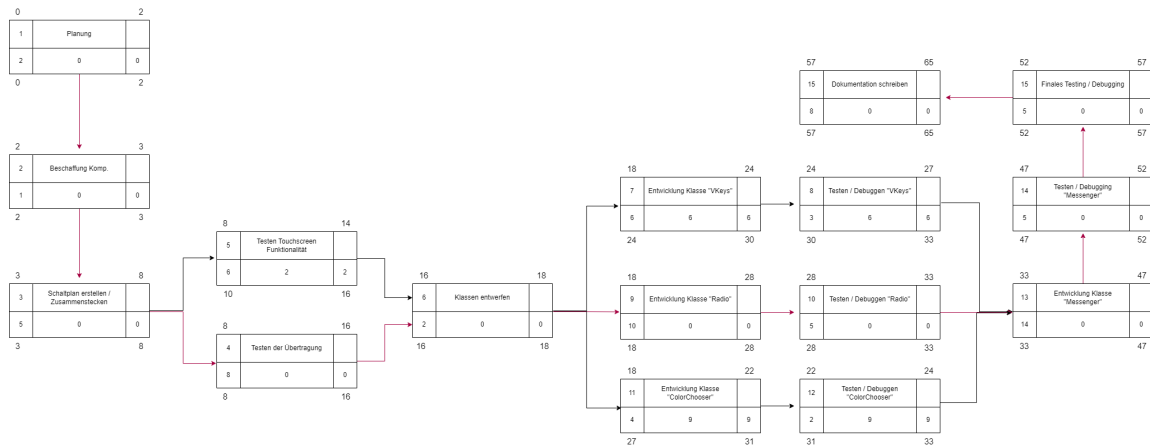 0 2
1 Planung
2 0 0
0 2
2 3
2 Beschaffung Komp.
1 0 0
2 3
3 8
3 Schaltplan erstellen /
Zusammenstecken
5 0 0
3 8
8 14
5 Testen Touchscreen
Funktionalität
6 2 2
10 16
8 16
4 Testen der Übertragung
8 0 0
8 16
16 18
6 Klassen entwerfen
2 0 0
16 18
18 24
7 Entwicklung Klasse "VKeys"
6 6 6
24 30
24 27
8 Testen / Debuggen "VKeys"
3 6 6
30 33
18 28
9 Entwicklung Klasse "Radio"
10 0 0
18 28
28 33
10 Testen / Debuggen "Radio"
5 0 0
28 33
18 22
11 Entwicklung Klasse
"ColorChooser"
4 9 9
27 31
22 24
12 Testen / Debuggen
"ColorChooser"
2 9 9
31 33
33 47
13 Entwicklung Klasse
"Messenger"
14 0 0
33 47
47 52
14 Testen / Debugging
"Messenger"
5 0 0
47 52
52 57
15 Finales Testing / Debugging
5 0 0
52 57
57 65
15 Dokumentation schreiben
8 0 0
57 65